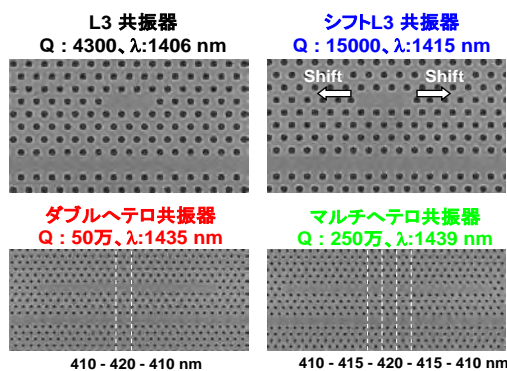 L3 共振器
Q : 4300、λ:1406 nm
シフトL3 共振器
Q : 15000、λ:1415 nm
Shift
Shift
ダブルヘテロ共振器
Q : 50万、λ:1435 nm
マルチヘテロ共振器
Q : 250万、λ:1439 nm
410 - 420 - 410 nm
410 - 415 - 420 - 415 - 410 nm